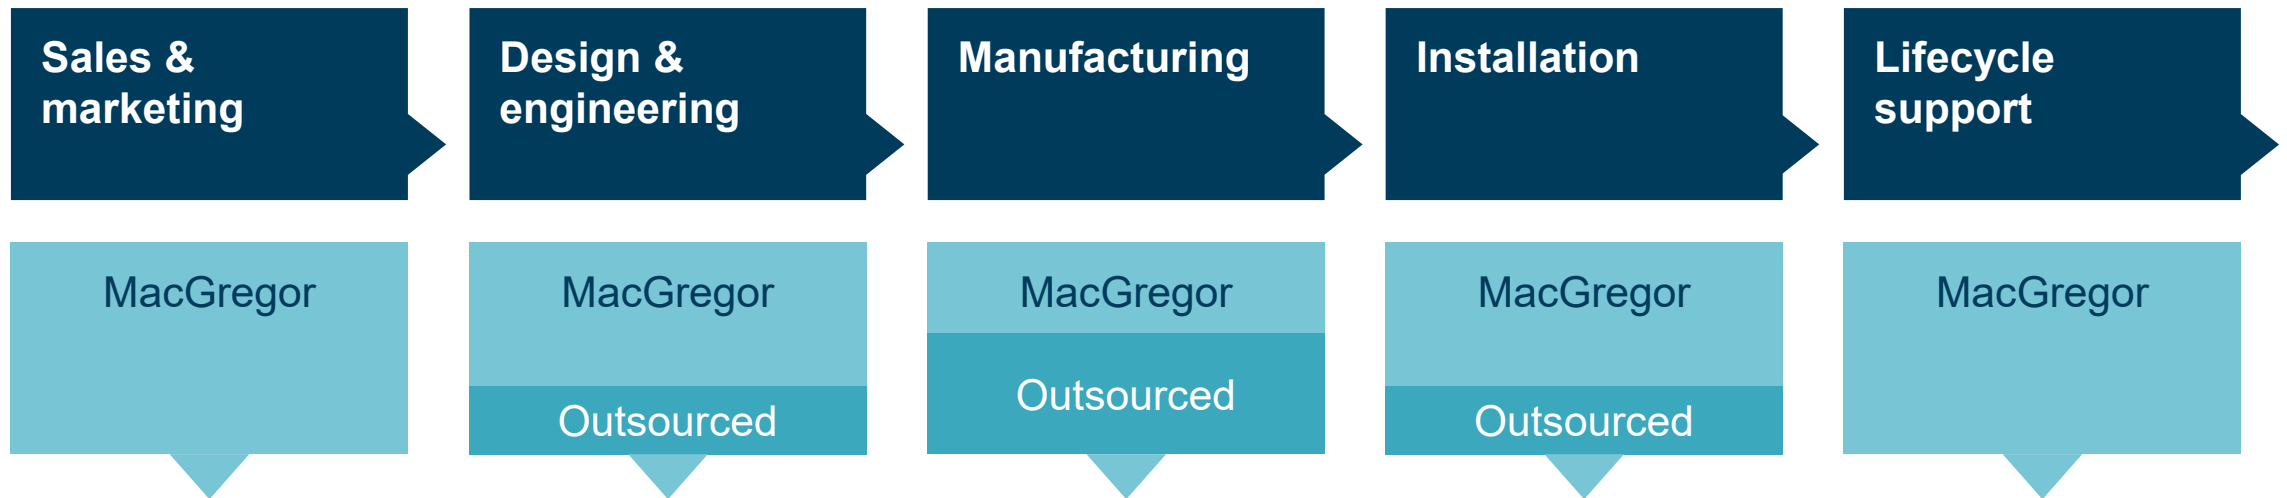 Sales &
marketing
Design &
engineering
Manufacturing
Installation
Lifecycle
support
MacGregor
MacGregor
Outsourced
MacGregor
Outsourced
MacGregor
Outsourced
MacGregor